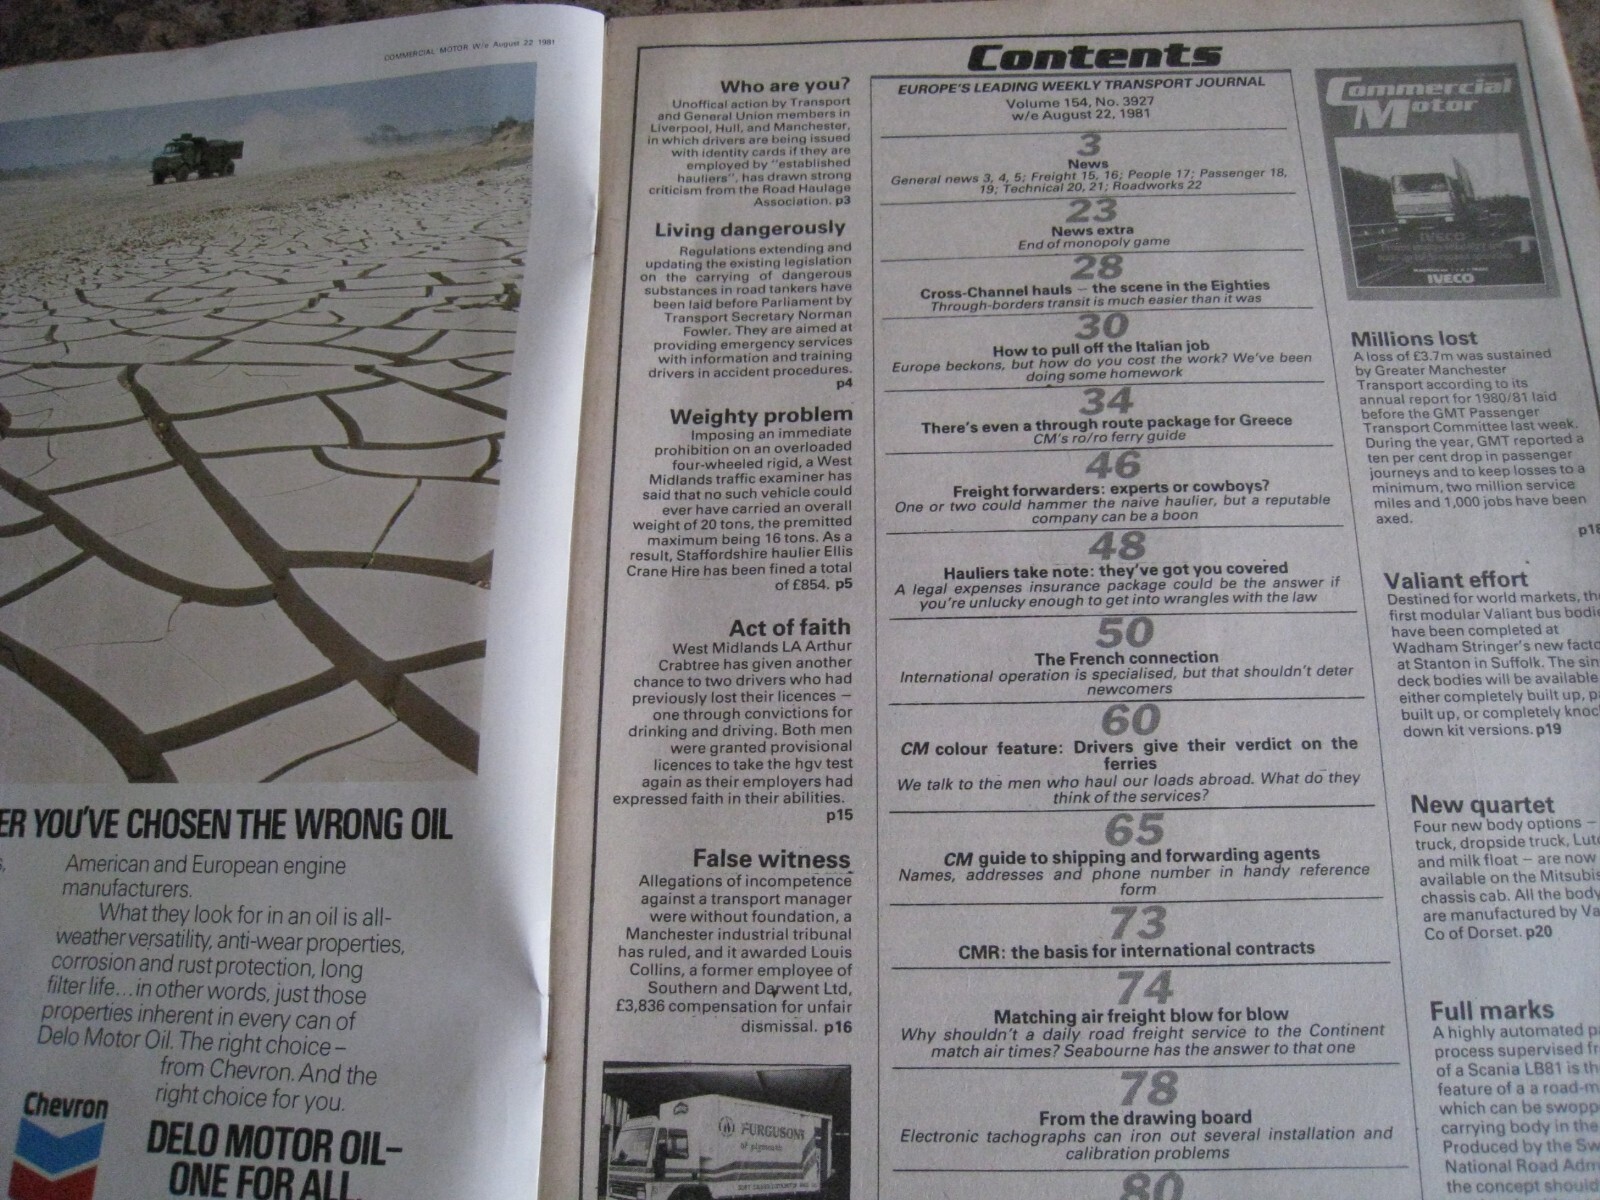 COMMERCIAL MOTOR W/e August 22 1981
ER YOU'VE CHOSEN THE WRONG OIL
American and European engine
manufacturers.
What they look for in an oil is all-
weather versatility, anti-wear properties,
corrosion and rust protection, long
filter life...in other words, just those
properties inherent in every can of
Delo Motor Oil. The right choice –
from Chevron. And the
right choice for you.
Chevron
DELO MOTOR OIL–
ONE FOR ALL.
Contents
Who are you?
Unoffical action by Transport
and General Union members in
Liverpool, Hull, and Manchester,
in which drivers are being issued
with identity cards if they are
employed by "established
hauliers", has drawn strong
criticism from the Road Haulage
Association. p3
Living dangerously
Regulations extending and
updating the existing legislation
on the carrying of dangerous
substances in road tankers have
been laid before Parliament by
Transport Secretary Norman
Fowler. They are aimed at
providing emergency services
with information and training
drivers in accident procedures.
p4
Weighty problem
Imposing an immediate
prohibition on an overloaded
four-wheeled rigid, a West
Midlands traffic examiner has
said that no such vehicle could
ever have carried an overall
weight of 20 tons, the premitted
maximum being 16 tons. As a
result, Staffordshire haulier Ellis
Crane Hire has been fined a total
of £854. p5
Act of faith
West Midlands LA Arthur
Crabtree has given another
chance to two drivers who had
previously lost their licences —
one through convictions for
drinking and driving. Both men
were granted provisional
licences to take the hgv test
again as their employers had
expressed faith in their abilities.
p15
False witness
Allegations of incompetence
against a transport manager
were without foundation, a
Manchester industrial tribunal
has ruled, and it awarded Louis
Collins, a former employee of
Southern and Darwent Ltd,
£3,836 compensation for unfair
dismissal. p16
FURGUSONS
EUROPE'S LEADING WEEKLY TRANSPORT JOURNAL
Volume 154, No. 3927
w/e August 22, 1981
3
News
General news 3, 4, 5; Freight 15, 16; People 17; Passenger 18,
19; Technical 20, 21; Roadworks 22
23
News extra
End of monopoly game
28
Cross-Channel hauls — the scene in the Eighties
Through-borders transit is much easier than it was
30
How to pull off the Italian job
Europe beckons, but how do you cost the work? We've been
doing some homework
34
There's even a through route package for Greece
CM's ro/ro ferry guide
46
Freight forwarders: experts or cowboys?
One or two could hammer the naive haulier, but a reputable
company can be a boon
48
Hauliers take note: they've got you covered
A legal expenses insurance package could be the answer if
you're unlucky enough to get into wrangles with the law
50
The French connection
International operation is specialised, but that shouldn't deter
newcomers
60
CM colour feature: Drivers give their verdict on the
ferries
We talk to the men who haul our loads abroad. What do they
think of the services?
65
CM guide to shipping and forwarding agents
Names, addresses and phone number in handy reference
form
73
CMR: the basis for international contracts
74
Matching air freight blow for blow
Why shouldn't a daily road freight service to the Continent
match air times? Seabourne has the answer to that one
78
From the drawing board
Electronic tachographs can iron out several installation and
calibration problems
80
Commercial
Motor
IVECO
IVECO
Millions lost
A loss of £3.7m was sustained
by Greater Manchester
Transport according to its
annual report for 1980/81 laid
before the GMT Passenger
Transport Committee last week.
During the year, GMT reported a
ten per cent drop in passenger
journeys and to keep losses to a
minimum, two million service
miles and 1,000 jobs have been
axed.
p18
Valiant effort
Destined for world markets, the
first modular Valiant bus bodie
have been completed at
Wadham Stringer's new facto
at Stanton in Suffolk. The sin
deck bodies will be available
either completely built up, pa
built up, or completely knoc
down kit versions. p19
New quartet
Four new body options —
truck, dropside truck, Lut
and milk float — are now
available on the Mitsubis
chassis cab. All the body
are manufactured by Va
Co of Dorset. p20
Full marks
A highly automated pa
process supervised fr
of a Scania LB81 is th
feature of a a road-m
which can be swopp
carrying body in the
Produced by the Sw
National Road Adm
the concept should